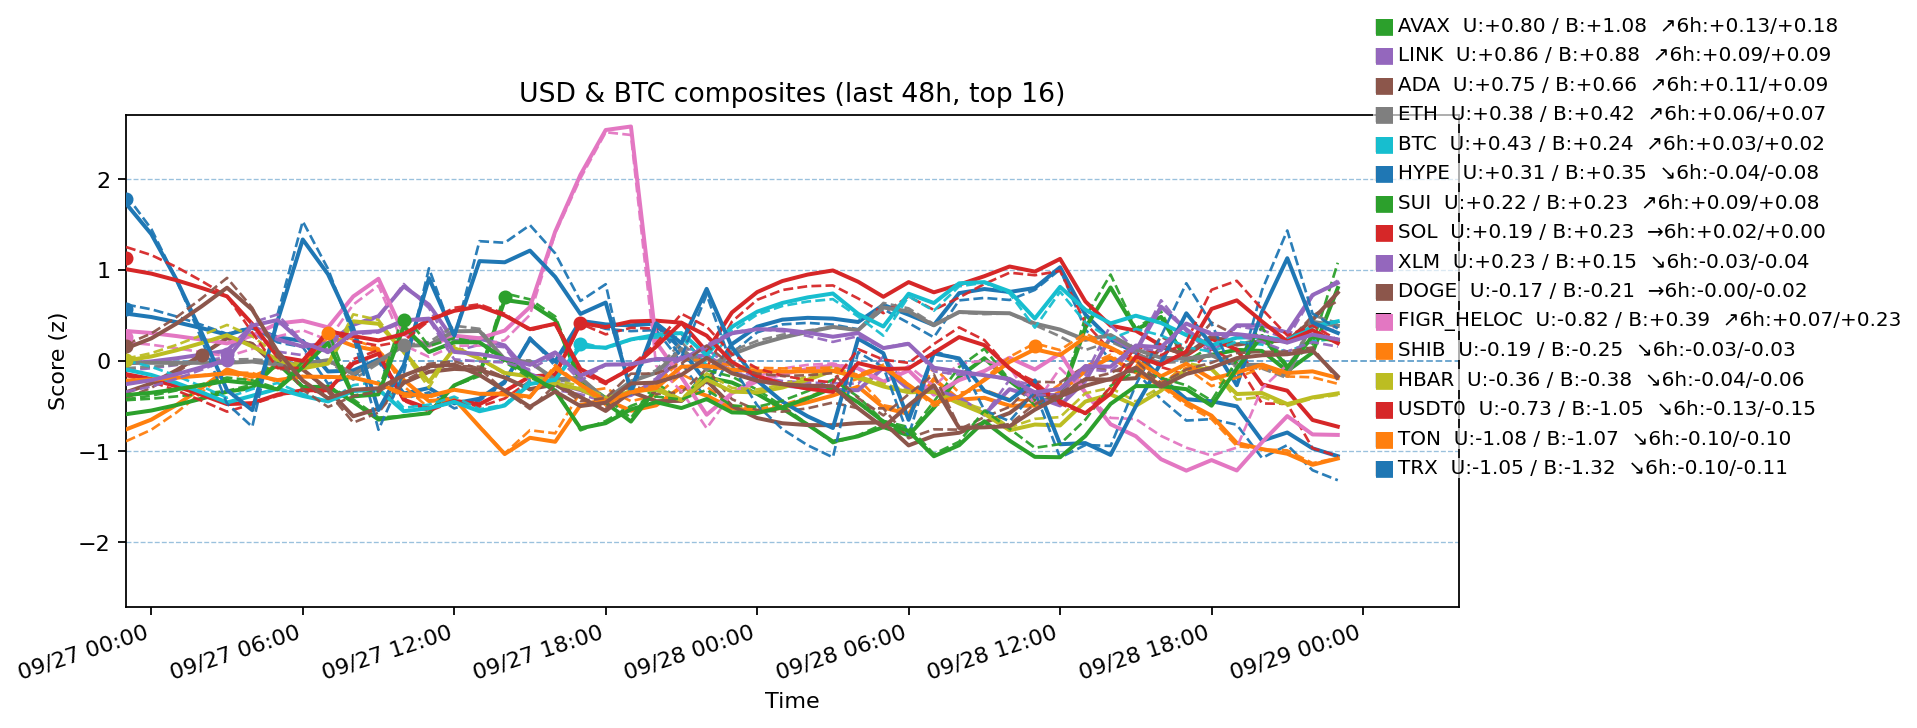 AVAX  U:+0.80 / B:+1.08  ↗6h:+0.13/+0.18
LINK  U:+0.86 / B:+0.88  ↗6h:+0.09/+0.09
ADA  U:+0.75 / B:+0.66  ↗6h:+0.11/+0.09
ETH  U:+0.38 / B:+0.42  ↗6h:+0.06/+0.07
BTC  U:+0.43 / B:+0.24  ↗6h:+0.03/+0.02
HYPE  U:+0.31 / B:+0.35  ↘6h:-0.04/-0.08
SUI  U:+0.22 / B:+0.23  ↗6h:+0.09/+0.08
SOL  U:+0.19 / B:+0.23  →6h:+0.02/+0.00
XLM  U:+0.23 / B:+0.15  ↘6h:-0.03/-0.04
DOGE  U:-0.17 / B:-0.21  →6h:-0.00/-0.02
FIGR_HELOC  U:-0.82 / B:+0.39  ↗6h:+0.07/+0.23
SHIB  U:-0.19 / B:-0.25  ↘6h:-0.03/-0.03
HBAR  U:-0.36 / B:-0.38  ↘6h:-0.04/-0.06
USDT0  U:-0.73 / B:-1.05  ↘6h:-0.13/-0.15
TON  U:-1.08 / B:-1.07  ↘6h:-0.10/-0.10
TRX  U:-1.05 / B:-1.32  ↘6h:-0.10/-0.11
USD & BTC composites (last 48h, top 16)
Score (z)
2
1
0
−1
−2
09/27 00:00
09/27 06:00
09/27 12:00
09/27 18:00
09/28 00:00
09/28 06:00
09/28 12:00
09/28 18:00
09/29 00:00
Time